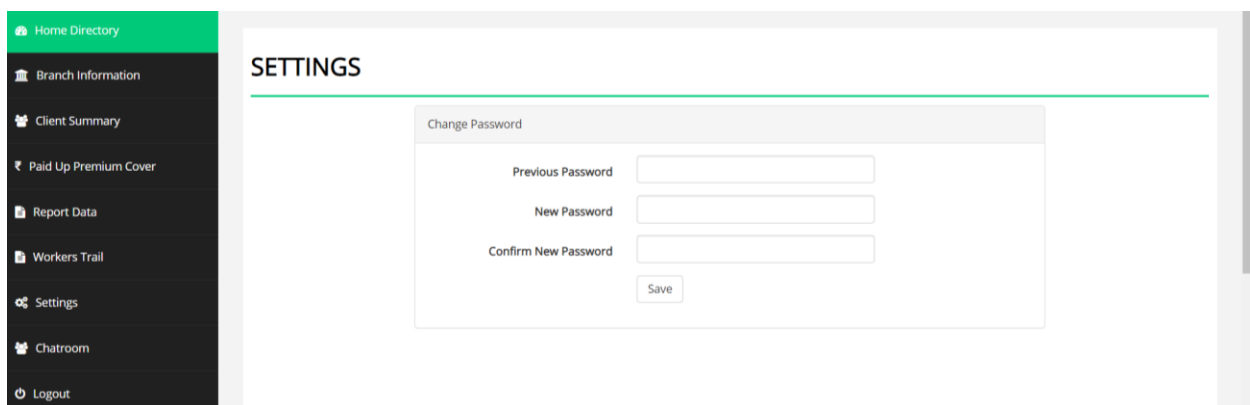 Home Directory
Branch Information
Client Summary
₹ Paid Up Premium Cover
Report Data
Workers Trail
Settings
Chatroom
Logout
SETTINGS
Change Password
Previous Password
New Password
Confirm New Password
Save